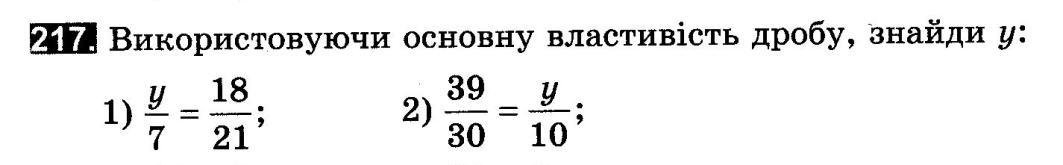 217. Використовуючи основну властивість дробу, знайди y:
1) y/7 = 18/21; 2) 39/30 = y/10;